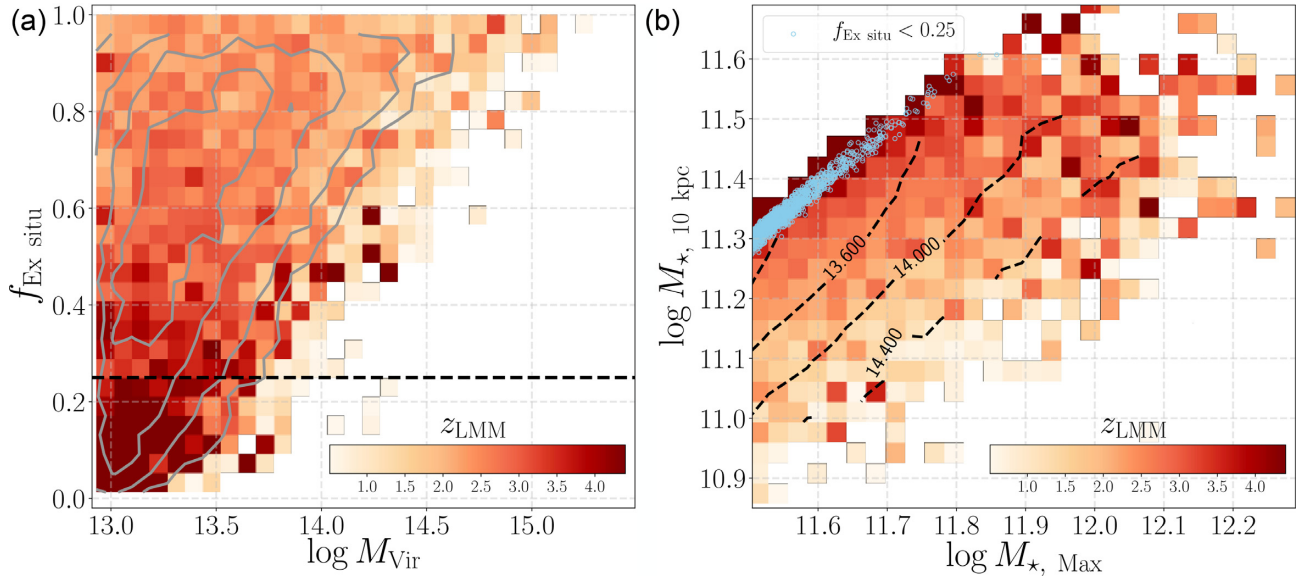 (a)
1.0
0.8
0.6
0.4
0.2
0.0
f_Ex situ
z_LMM
1.0 1.5 2.0 2.5 3.0 3.5 4.0
13.0 13.5 14.0 14.5 15.0
log M_Vir
(b)
f_Ex situ < 0.25
11.6
11.5
11.4
11.3
11.2
11.1
11.0
10.9
log M_⋆, 10 kpc
13.600
14.000
14.400
z_LMM
1.0 1.5 2.0 2.5 3.0 3.5 4.0
11.6 11.7 11.8 11.9 12.0 12.1 12.2
log M_⋆, Max